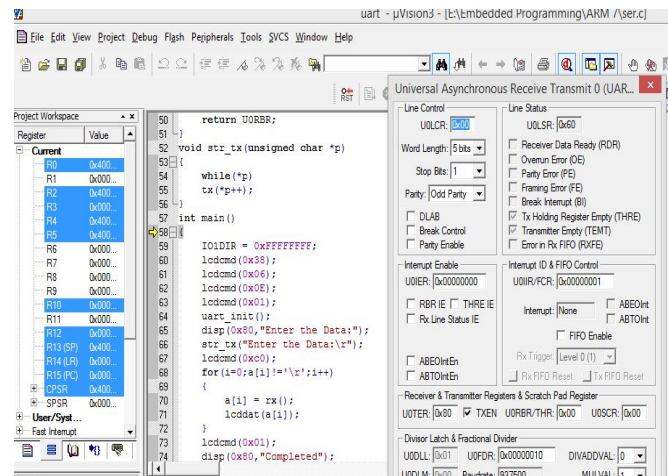 uart - µVision3 - [E:\Embedded Programming\ARM 7\ser.c]
File Edit View Project Debug Flash Peripherals Tools SVCS Window Help
RST
Project Workspace
Register Value
Current
R0 0x400...
R1 0x000...
R2 0x400...
R3 0x400...
R4 0x400...
R5 0x400...
R6 0x000...
R7 0x000...
R8 0x000...
R9 0x000...
R10 0x000...
R11 0x000...
R12 0x000...
R13 (SP) 0x400...
R14 (LR) 0x000...
R15 (PC) 0x000...
CPSR 0x400...
SPSR 0x000...
User/Syst...
Fast Interrupt
50 return U0RBR;
51 }
52 void str_tx(unsigned char *p)
53 {
54 while(*p)
55 tx(*p++);
56 }
57 int main()
58 {
59 IO1DIR = 0xFFFFFFFF;
60 lcdcmd(0x38);
61 lcdcmd(0x06);
62 lcdcmd(0x0E);
63 lcdcmd(0x01);
64 uart_init();
65 disp(0x80,"Enter the Data:");
66 str_tx("Enter the Data:\r");
67 lcdcmd(0xc0);
68 for(i=0;a[i]!='\r';i++)
69 {
70 a[i] = rx();
71 lcddat(a[i]);
72 }
73 lcdcmd(0x01);
74 disp(0x80,"Completed");
Universal Asynchronous Receive Transmit 0 (UAR...
Line Control
U0LCR: 0x00
Word Length: 5 bits
Stop Bits: 1
Parity: Odd Parity
DLAB
Break Control
Parity Enable
Line Status
U0LSR: 0x60
Receiver Data Ready (RDR)
Overrun Error (OE)
Parity Error (PE)
Framing Error (FE)
Break Interrupt (BI)
Tx Holding Register Empty (THRE)
Transmitter Empty (TEMT)
Error in Rx FIFO (RXFE)
Interrupt Enable
U0IER: 0x00000000
RBR IE THRE IE
Rx Line Status IE
ABEOIntEn
ABTOIntEn
Interrupt ID & FIFO Control
U0IIR/FCR: 0x00000001
Interrupt: None
ABEOInt
ABTOInt
FIFO Enable
Rx Trigger: Level 0 (1)
Rx FIFO Reset Tx FIFO Reset
Receiver & Transmitter Registers & Scratch Pad Register
U0TER: 0x80 TXEN U0RBR/THR: 0x00 U0SCR: 0x00
Divisor Latch & Fractional Divider
U0DLL: 0x01 U0FDR: 0x00000010 DIVADDVAL: 0
U0DLM: 0x00 Baudrate: 937500 MULVAL: 1